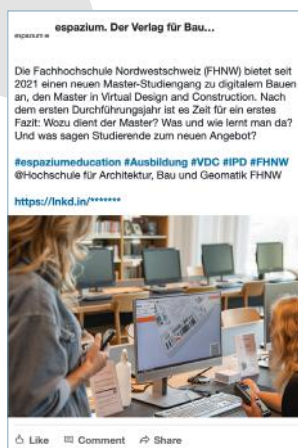 espazium. Der Verlag für Bau...
espazium
Die Fachhochschule Nordwestschweiz (FHNW) bietet seit
2021 einen neuen Master-Studiengang zu digitalem Bauen
an, den Master in Virtual Design and Construction. Nach
dem ersten Durchführungsjahr ist es Zeit für ein erstes
Fazit: Wozu dient der Master? Was und wie lernt man da?
Und was sagen Studierende zum neuen Angebot?
#espaziumeducation #Ausbildung #VDC #IPD #FHNW
@Hochschule für Architektur, Bau und Geomatik FHNW
https://lnkd.in/*******
Like Comment Share